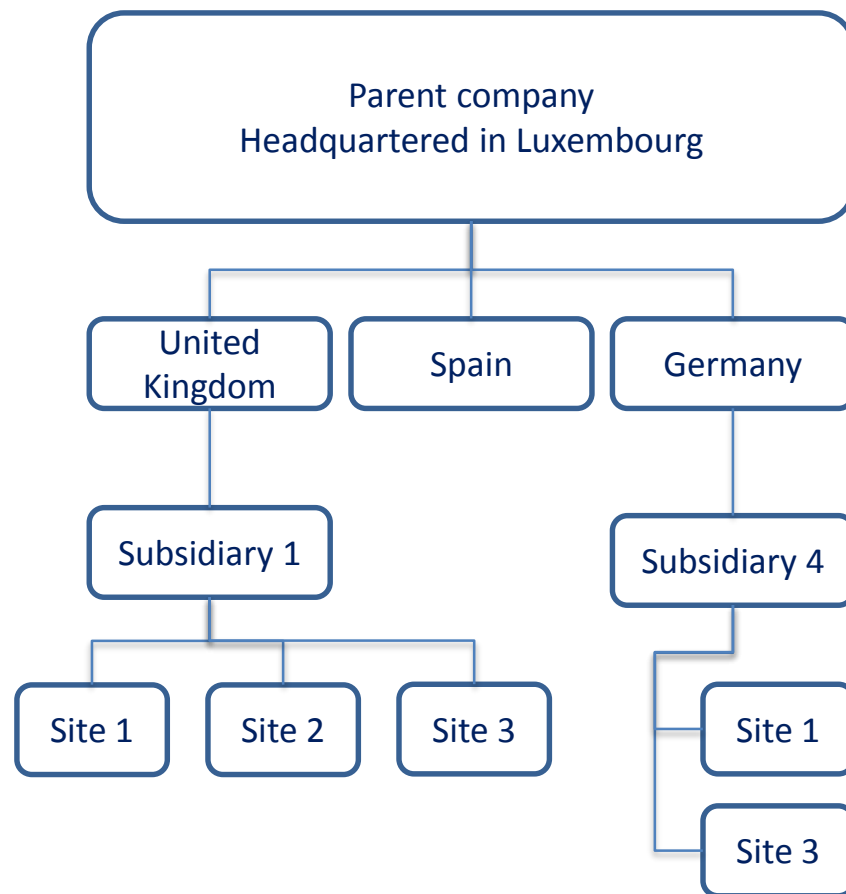 Parent company
Headquartered in Luxembourg
United
Kingdom
Spain
Germany
Subsidiary 1
Subsidiary 4
Site 1
Site 2
Site 3
Site 1
Site 3